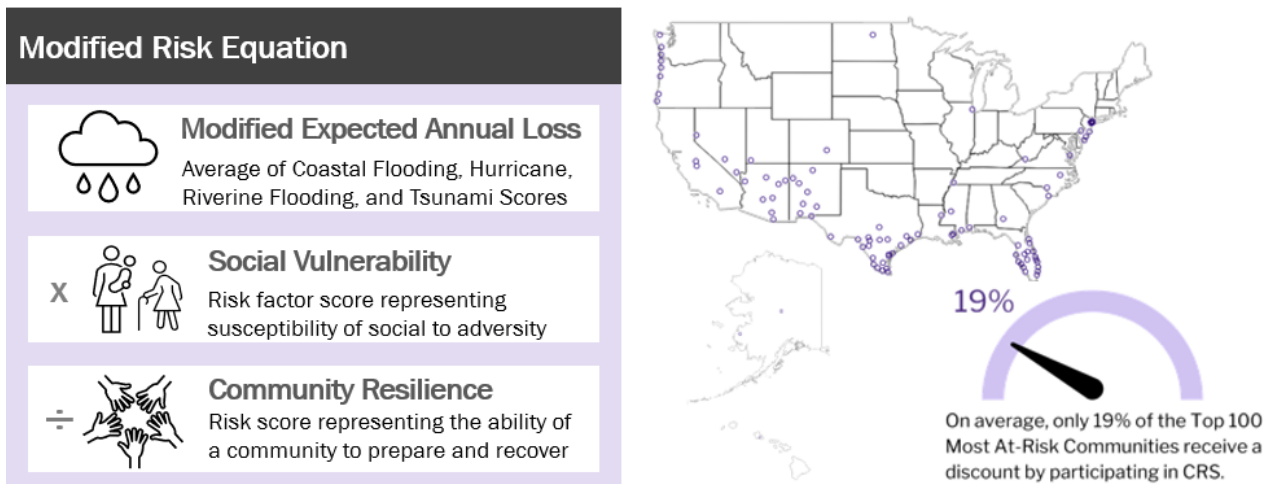 Modified Risk Equation
Modified Expected Annual Loss
Average of Coastal Flooding, Hurricane,
Riverine Flooding, and Tsunami Scores
X
Social Vulnerability
Risk factor score representing
susceptibility of social to adversity
÷
Community Resilience
Risk score representing the ability of
a community to prepare and recover
19%
On average, only 19% of the Top 100
Most At-Risk Communities receive a
discount by participating in CRS.